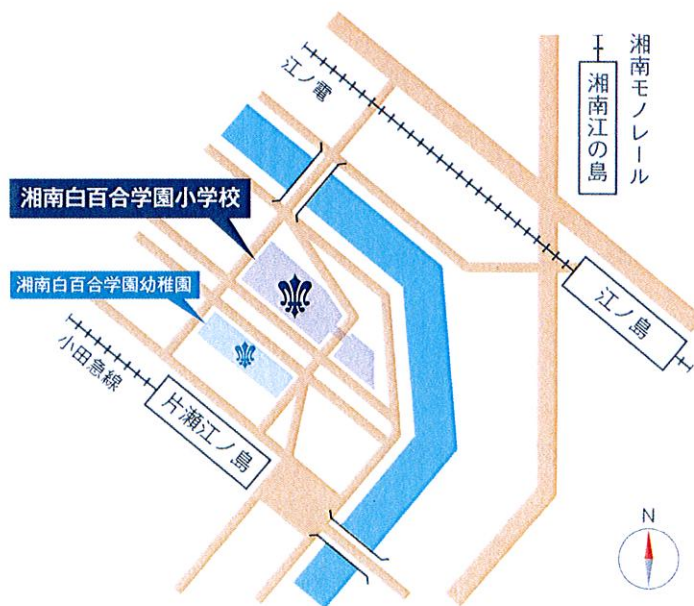 江ノ電
湘南モノレール
湘南江の島
湘南白百合学園小学校
湘南白百合学園幼稚園
江ノ島
小田急線
片瀬江ノ島
N